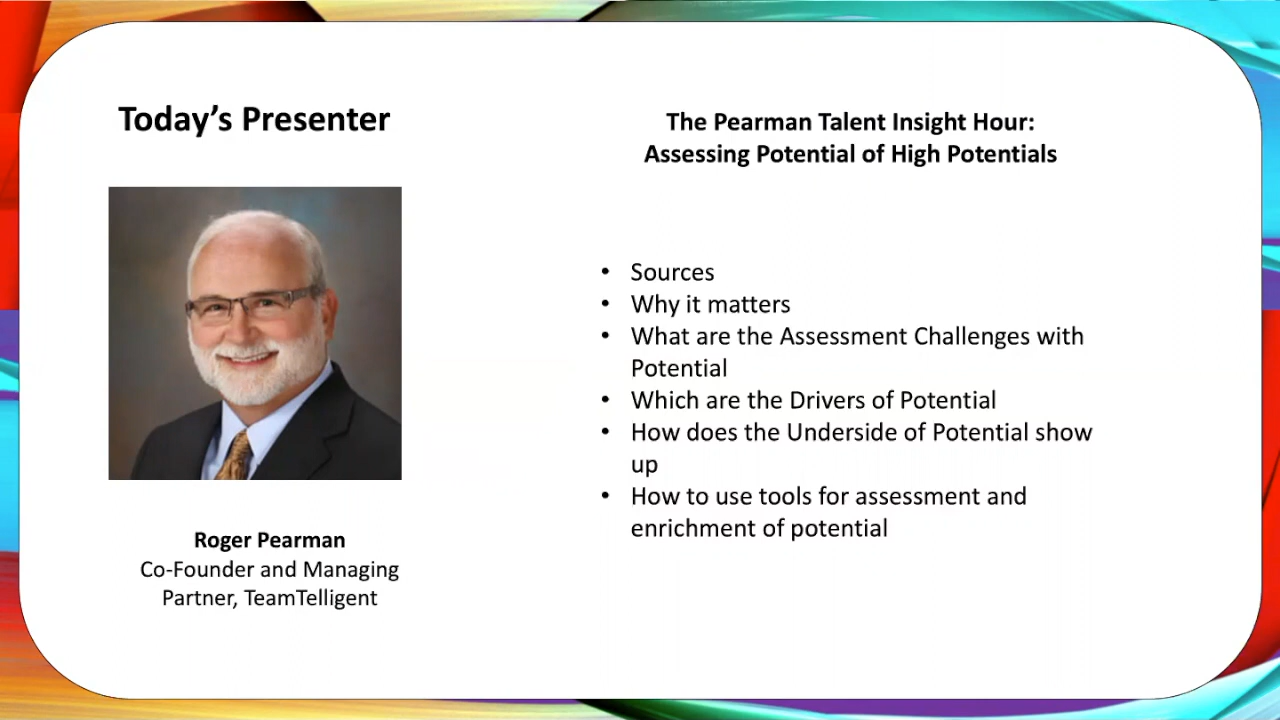 Today’s Presenter
Roger Pearman
Co-Founder and Managing
Partner, TeamTelligent
The Pearman Talent Insight Hour:
Assessing Potential of High Potentials
• Sources
• Why it matters
• What are the Assessment Challenges with
Potential
• Which are the Drivers of Potential
• How does the Underside of Potential show
up
• How to use tools for assessment and
enrichment of potential